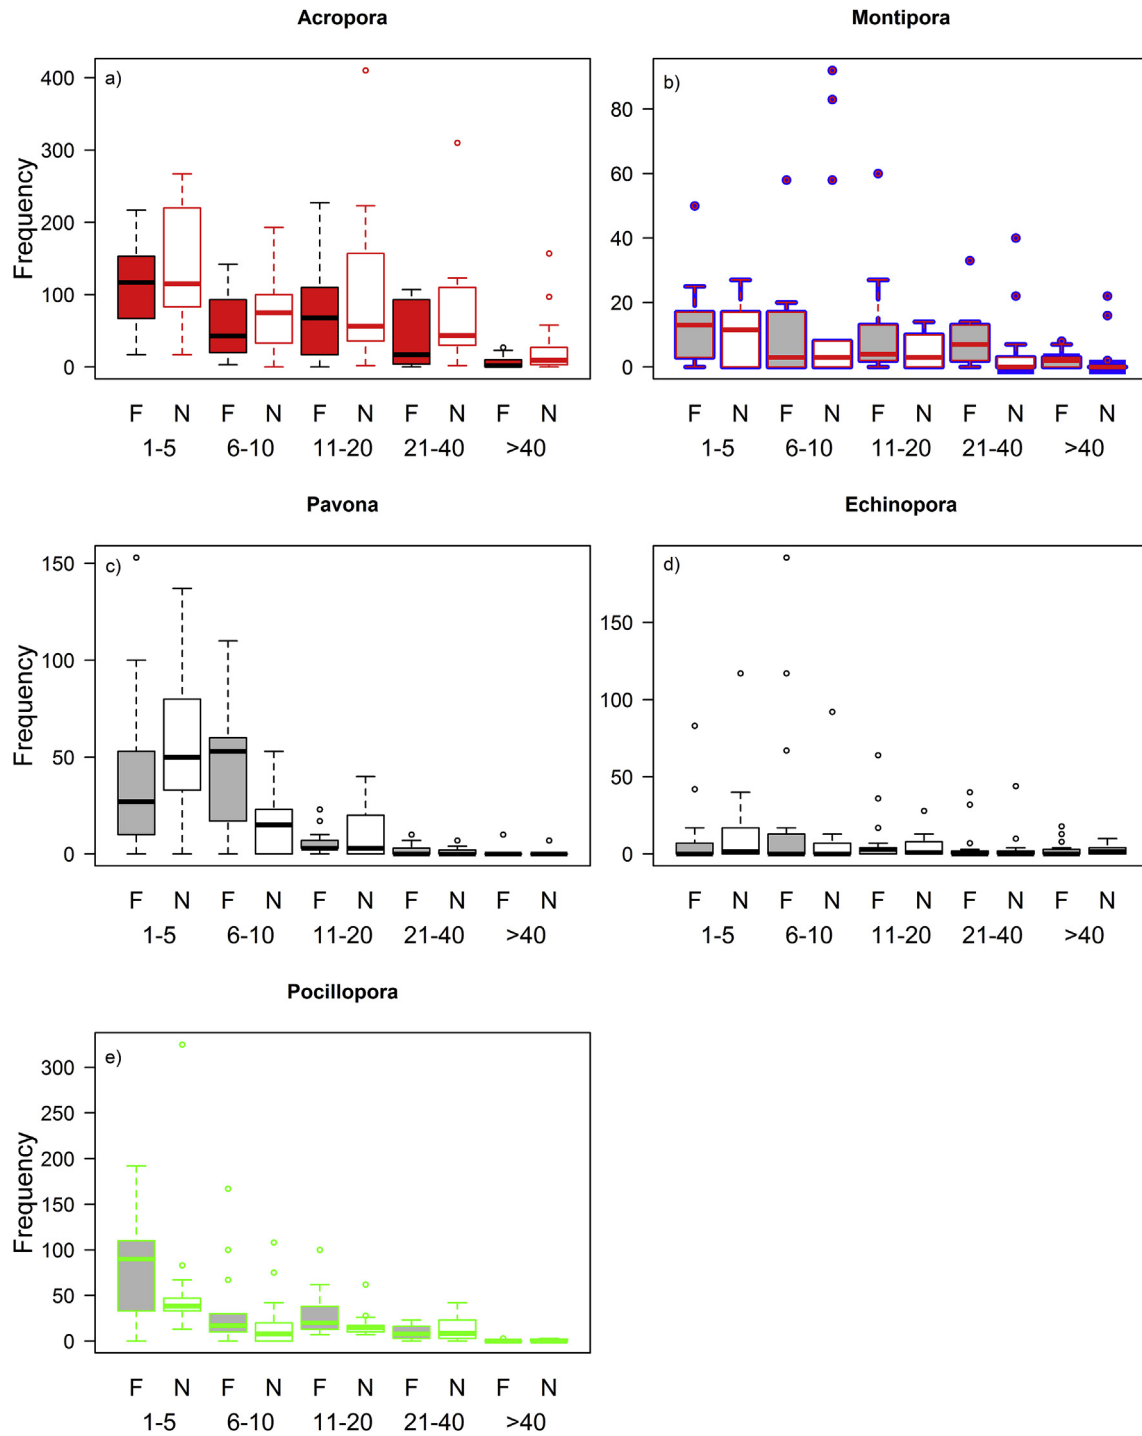 Acropora
Montipora
a)
b)
Frequency
400
300
200
100
0
80
60
40
20
0
F N F N F N F N F N
F N F N F N F N F N
1-5 6-10 11-20 21-40 >40
1-5 6-10 11-20 21-40 >40
Pavona
Echinopora
c)
d)
Frequency
150
100
50
0
150
100
50
0
F N F N F N F N F N
F N F N F N F N F N
1-5 6-10 11-20 21-40 >40
1-5 6-10 11-20 21-40 >40
Pocillopora
e)
Frequency
300
250
200
150
100
50
0
F N F N F N F N F N
1-5 6-10 11-20 21-40 >40